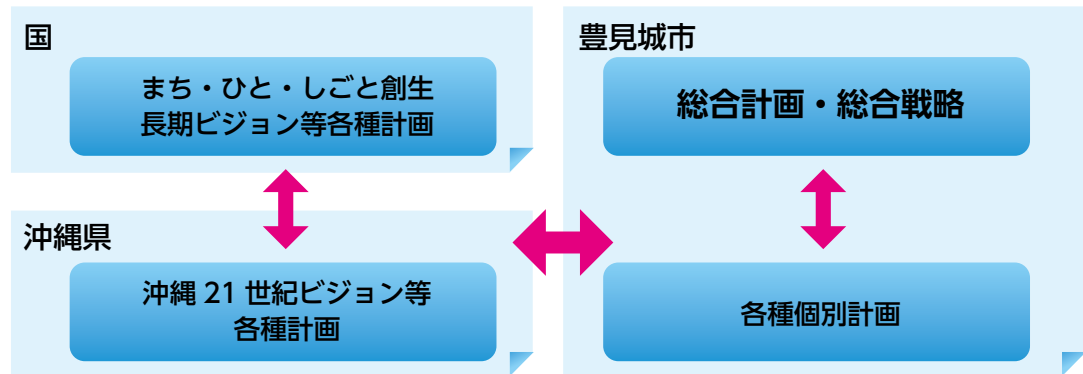 国
まち・ひと・しごと創生
長期ビジョン等各種計画
沖縄県
沖縄 21 世紀ビジョン等
各種計画
豊見城市
総合計画・総合戦略
各種個別計画